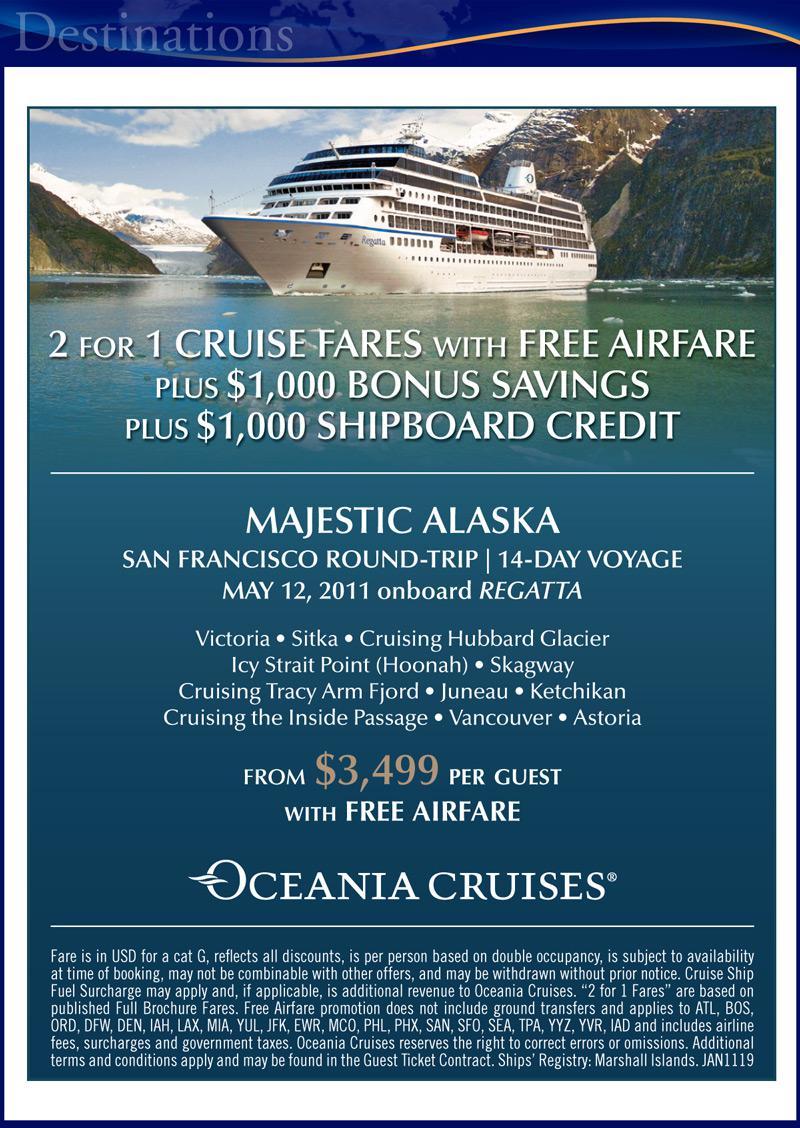 Destinations
Regatta
2 FOR 1 CRUISE FARES WITH FREE AIRFARE
PLUS $1,000 BONUS SAVINGS
PLUS $1,000 SHIPBOARD CREDIT
MAJESTIC ALASKA
SAN FRANCISCO ROUND-TRIP | 14-DAY VOYAGE
MAY 12, 2011 onboard REGATTA
Victoria • Sitka • Cruising Hubbard Glacier
Icy Strait Point (Hoonah) • Skagway
Cruising Tracy Arm Fjord • Juneau • Ketchikan
Cruising the Inside Passage • Vancouver • Astoria
FROM $3,499 PER GUEST
WITH FREE AIRFARE
OCEANIA CRUISES®
Fare is in USD for a cat G, reflects all discounts, is per person based on double occupancy, is subject to availability
at time of booking, may not be combinable with other offers, and may be withdrawn without prior notice. Cruise Ship
Fuel Surcharge may apply and, if applicable, is additional revenue to Oceania Cruises. “2 for 1 Fares” are based on
published Full Brochure Fares. Free Airfare promotion does not include ground transfers and applies to ATL, BOS,
ORD, DFW, DEN, IAH, LAX, MIA, YUL, JFK, EWR, MCO, PHL, PHX, SAN, SFO, SEA, TPA, YYZ, YVR, IAD and includes airline
fees, surcharges and government taxes. Oceania Cruises reserves the right to correct errors or omissions. Additional
terms and conditions apply and may be found in the Guest Ticket Contract. Ships’ Registry: Marshall Islands. JAN1119